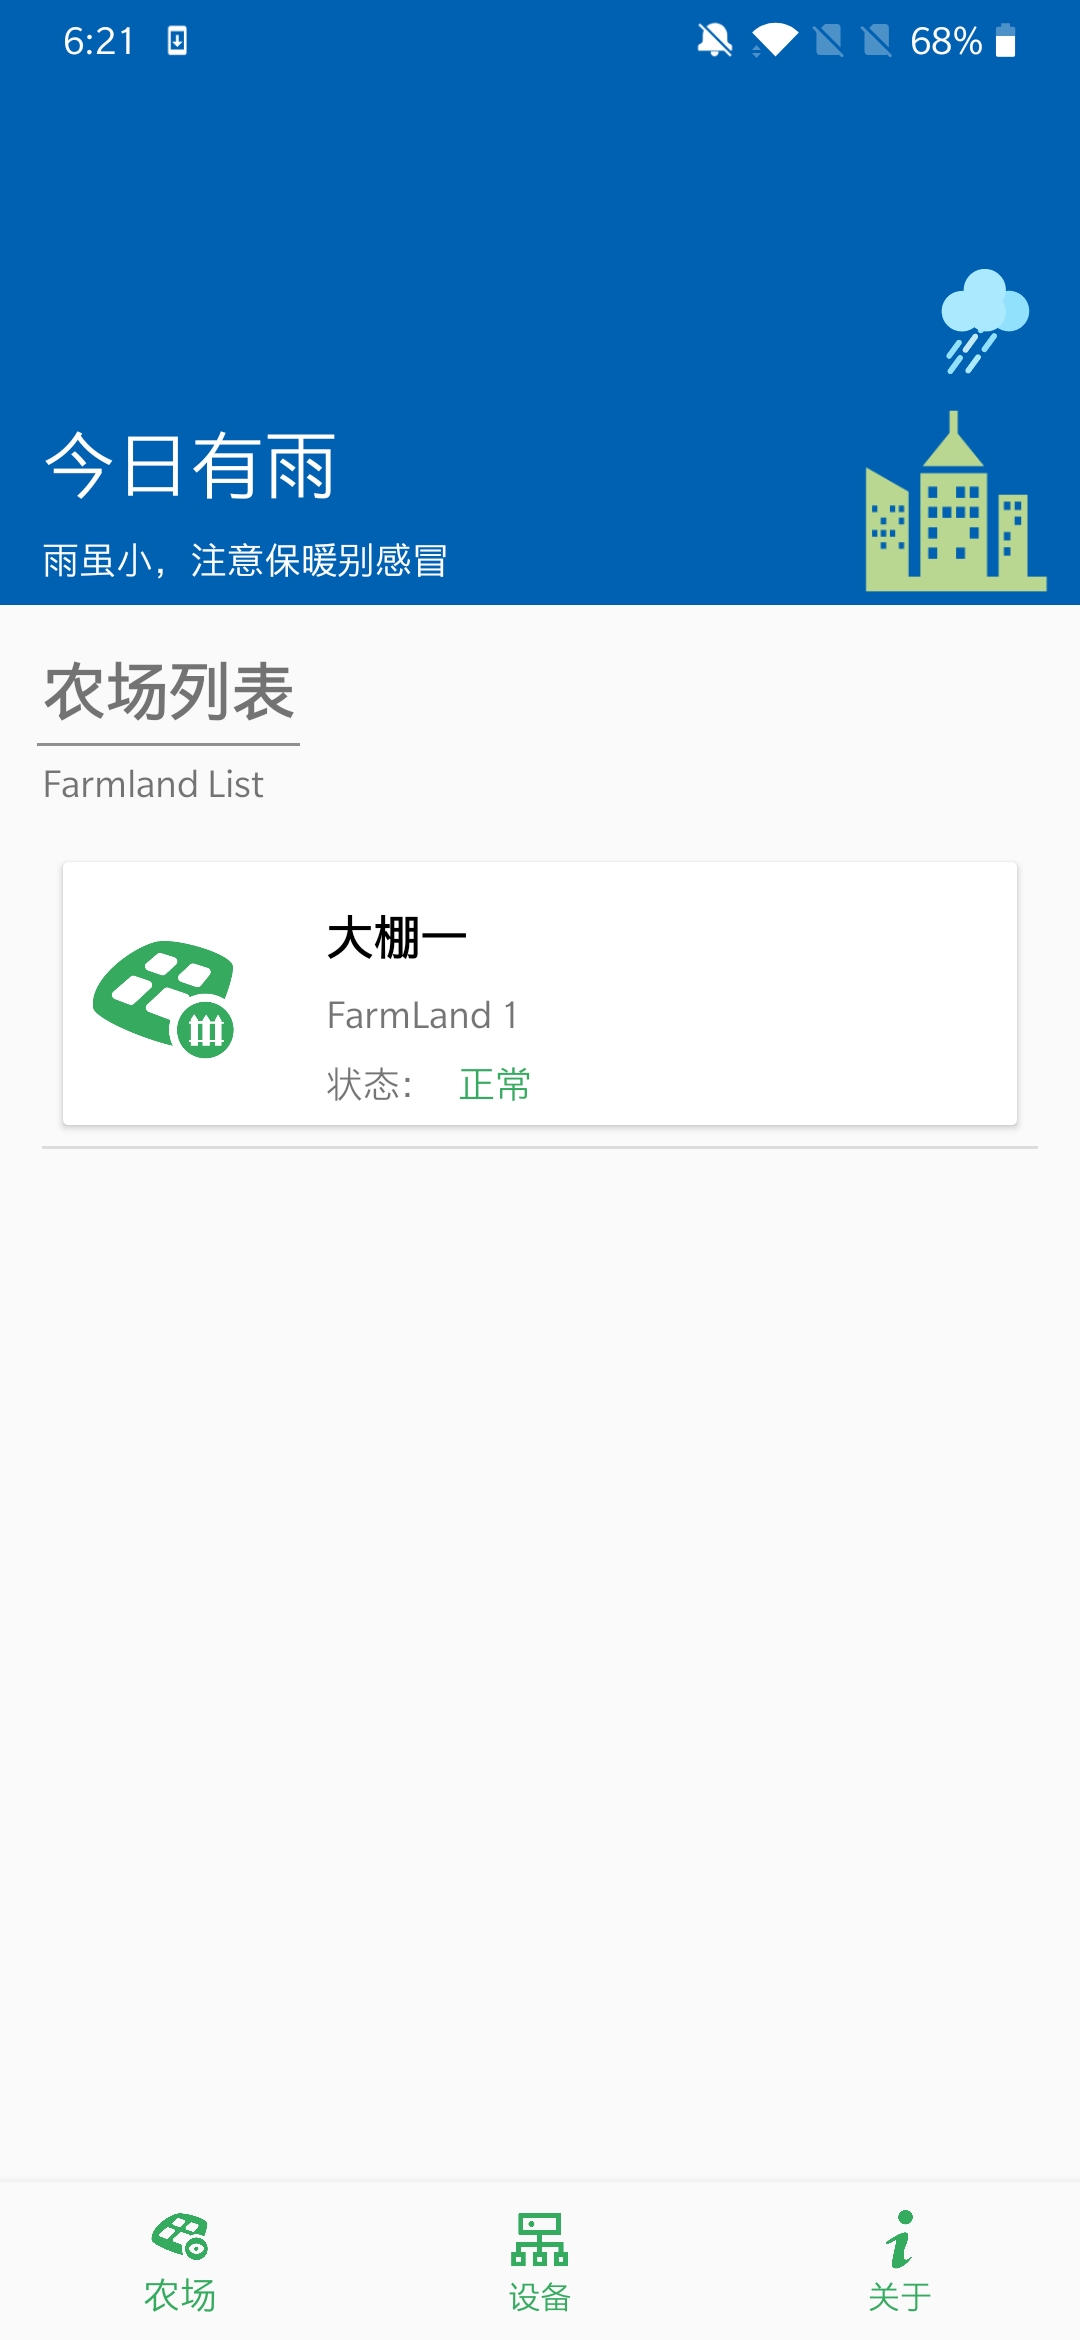 6:21
68%
今日有雨
雨虽小，注意保暖别感冒
农场列表
Farmland List
大棚一
FarmLand 1
状态： 正常
农场
设备
关于